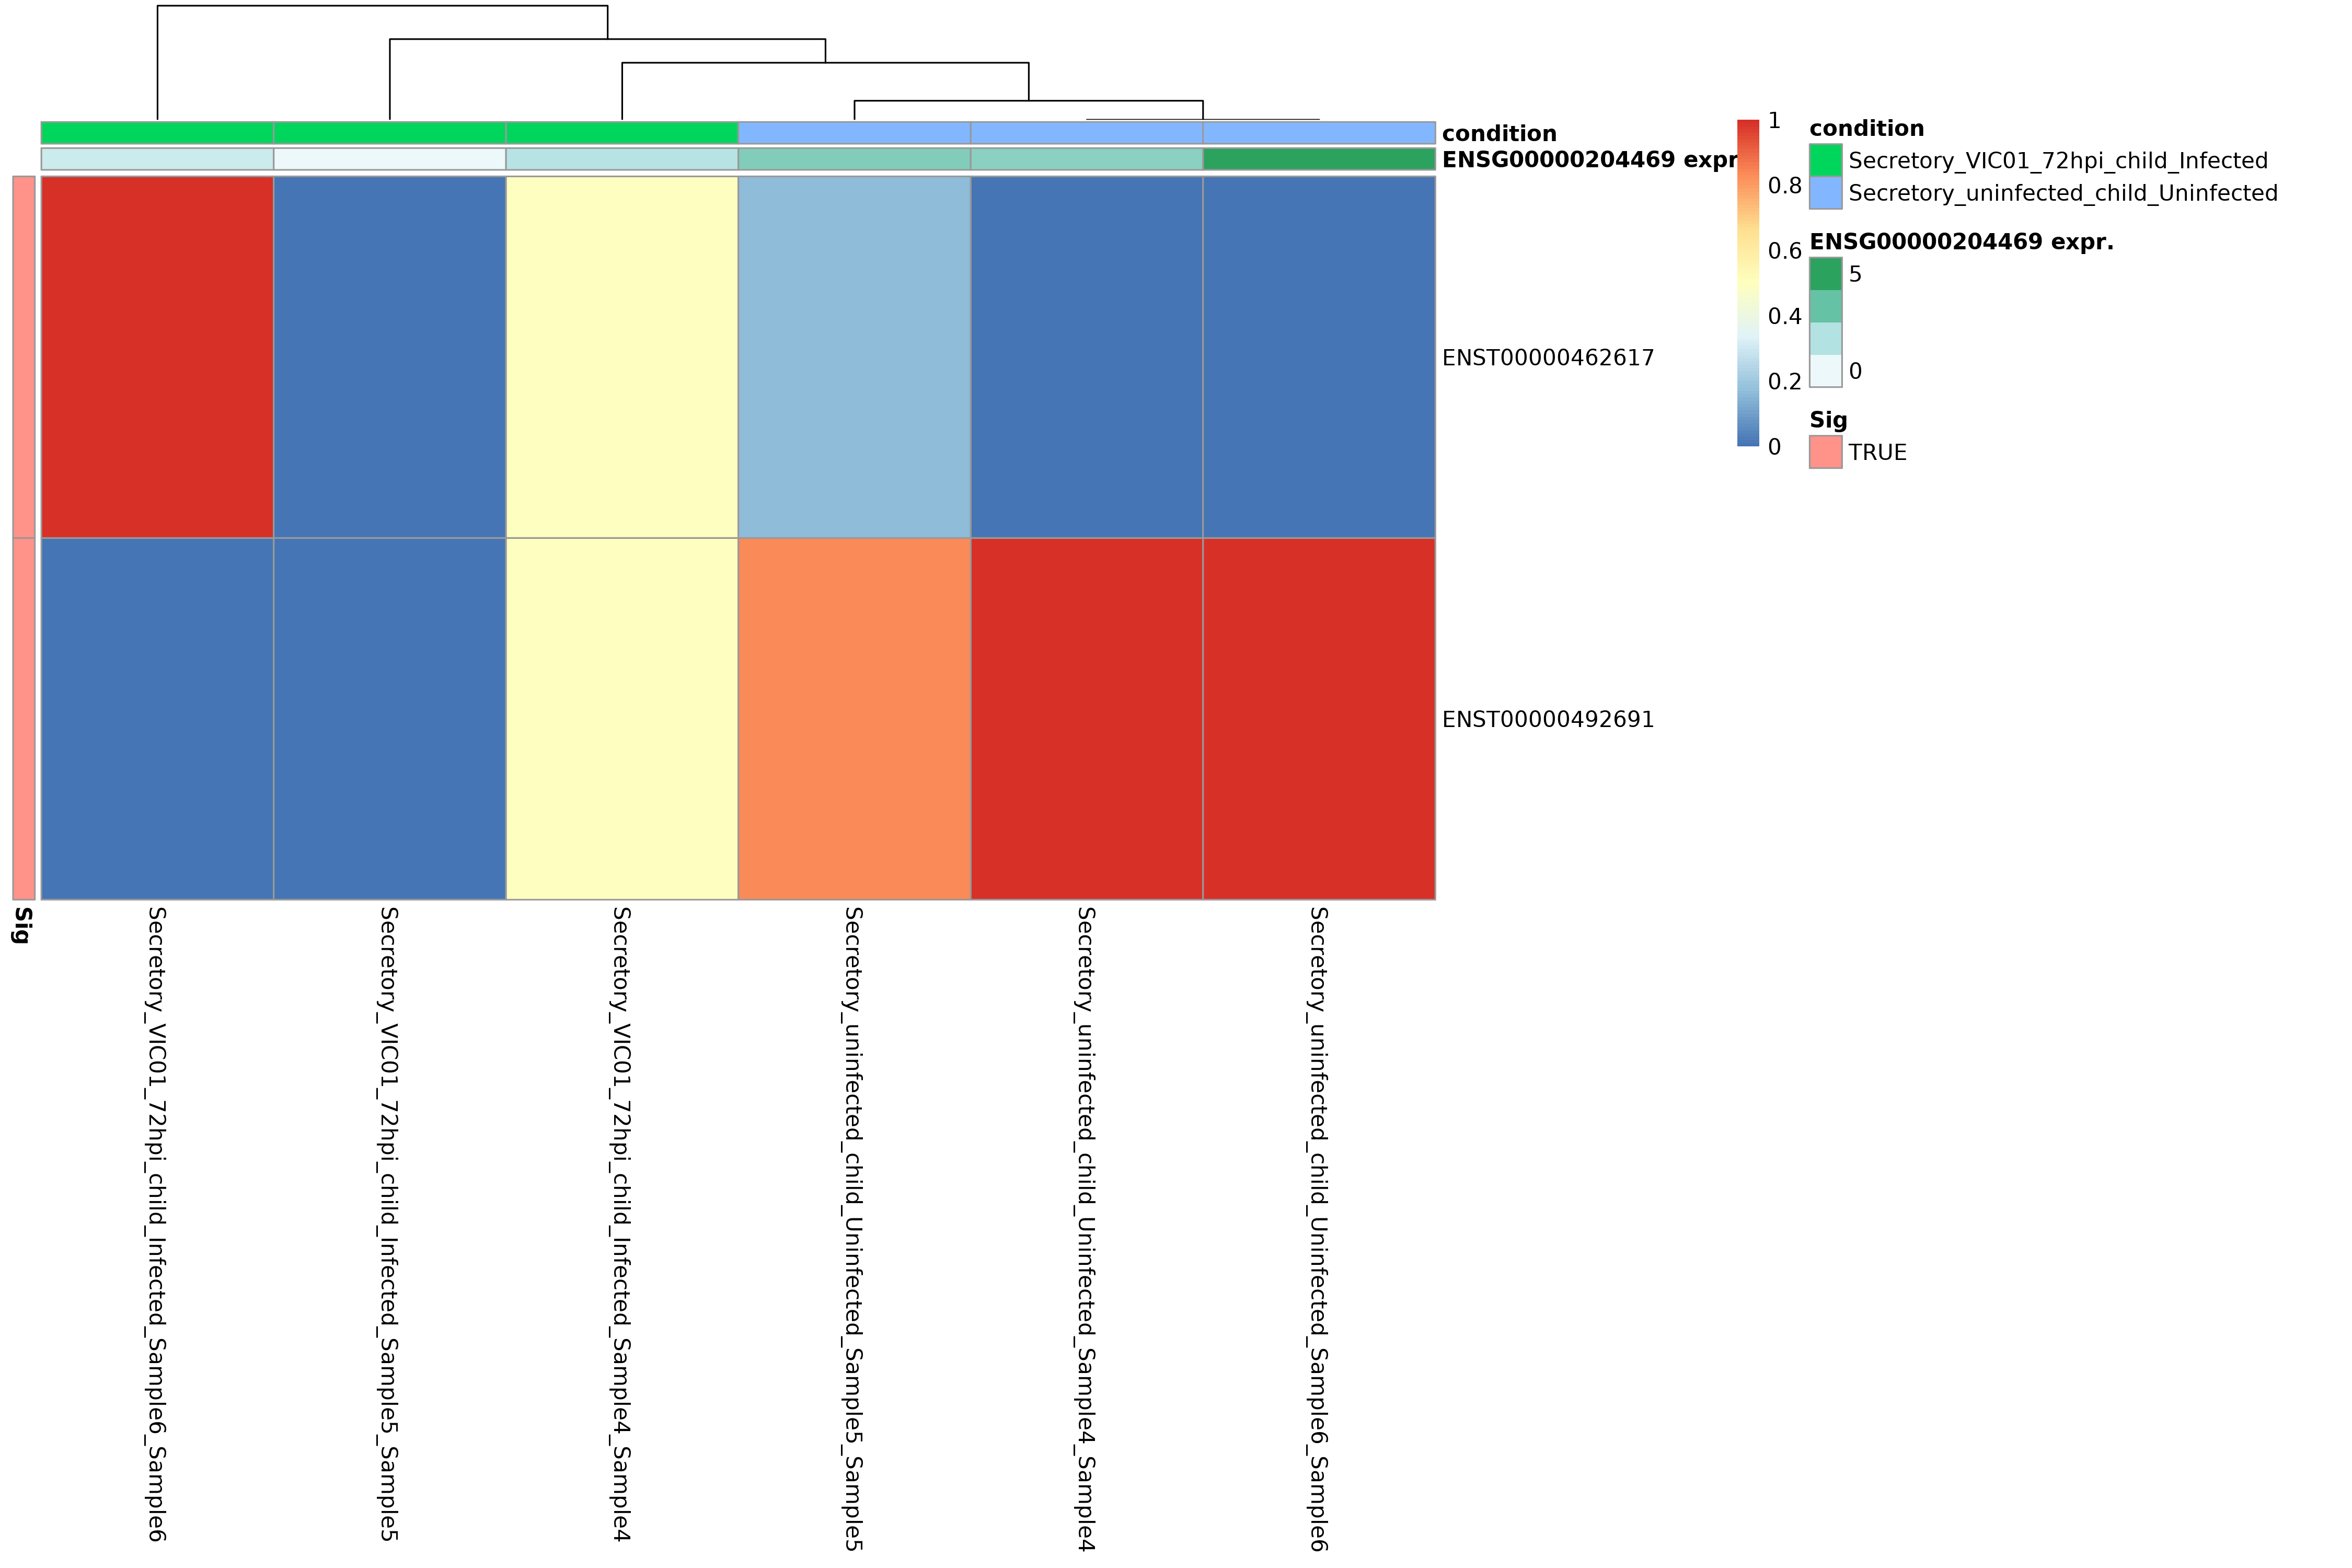 condition
ENSG00000204469 expr
ENST00000462617
ENST00000492691
1
0.8
0.6
0.4
0.2
0
condition
Secretory_VIC01_72hpi_child_Infected
Secretory_uninfected_child_Uninfected
ENSG00000204469 expr.
5
0
Sig
TRUE
Sig
Secretory_VIC01_72hpi_child_Infected_Sample6_Sample6
Secretory_VIC01_72hpi_child_Infected_Sample5_Sample5
Secretory_VIC01_72hpi_child_Infected_Sample4_Sample4
Secretory_uninfected_child_Uninfected_Sample5_Sample5
Secretory_uninfected_child_Uninfected_Sample4_Sample4
Secretory_uninfected_child_Uninfected_Sample6_Sample6